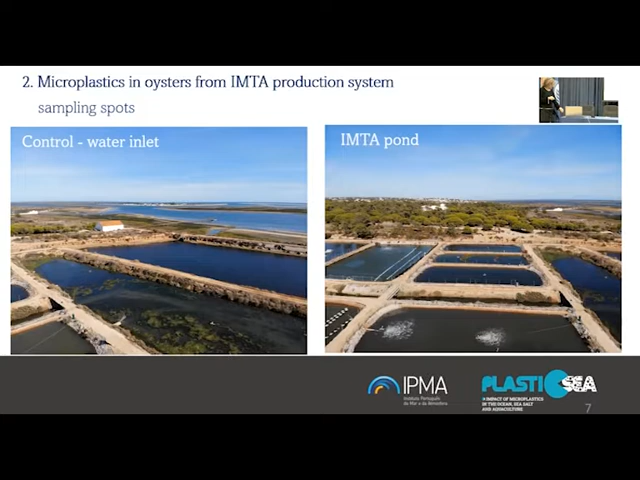 2. Microplastics in oysters from IMTA production system
sampling spots
Control - water inlet
IMTA pond
IPMA
Instituto Português
do Mar e da Atmosfera
PLASTIC SEA
IMPACT OF MICROPLASTICS
IN THE OCEAN, SEA SALT
AND AQUACULTURE
7